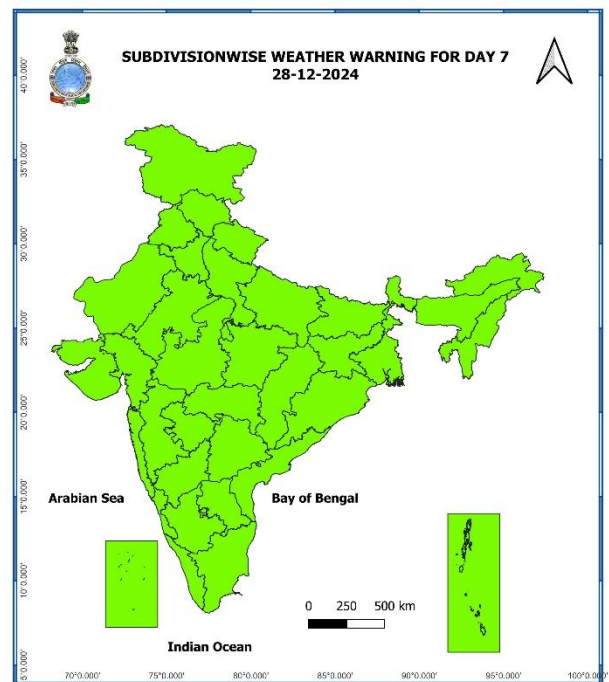 SUBDIVISIONWISE WEATHER WARNING FOR DAY 7
28-12-2024
40°0.000'
35°0.000'
30°0.000'
25°0.000'
20°0.000'
15°0.000'
10°0.000'
5°0.000'
Arabian Sea
Bay of Bengal
0 250 500 km
Indian Ocean
70°0.000' 75°0.000' 80°0.000' 85°0.000' 90°0.000' 95°0.000' 100°0.000'